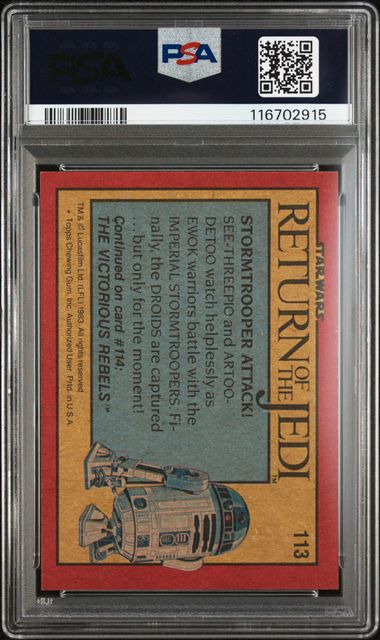 PSA
PSA
116702915
STAR WARS
RETURN OF THE JEDI™
113
STORMTROOPER ATTACK!
SEE-THREEPIO and ARTOO-
DETOO watch helplessly as
EWOK warriors battle with the
IMPERIAL STORMTROOPERS. Fi-
nally, the DROIDS are captured
...but only for the moment!
Continued on card #114:
THE VICTORIOUS REBELS™
TM & © Lucasfilm Ltd. (LFL) 1983. All rights reserved
* Topps Chewing Gum, Inc. Authorized User. Prtd. in U.S.A.